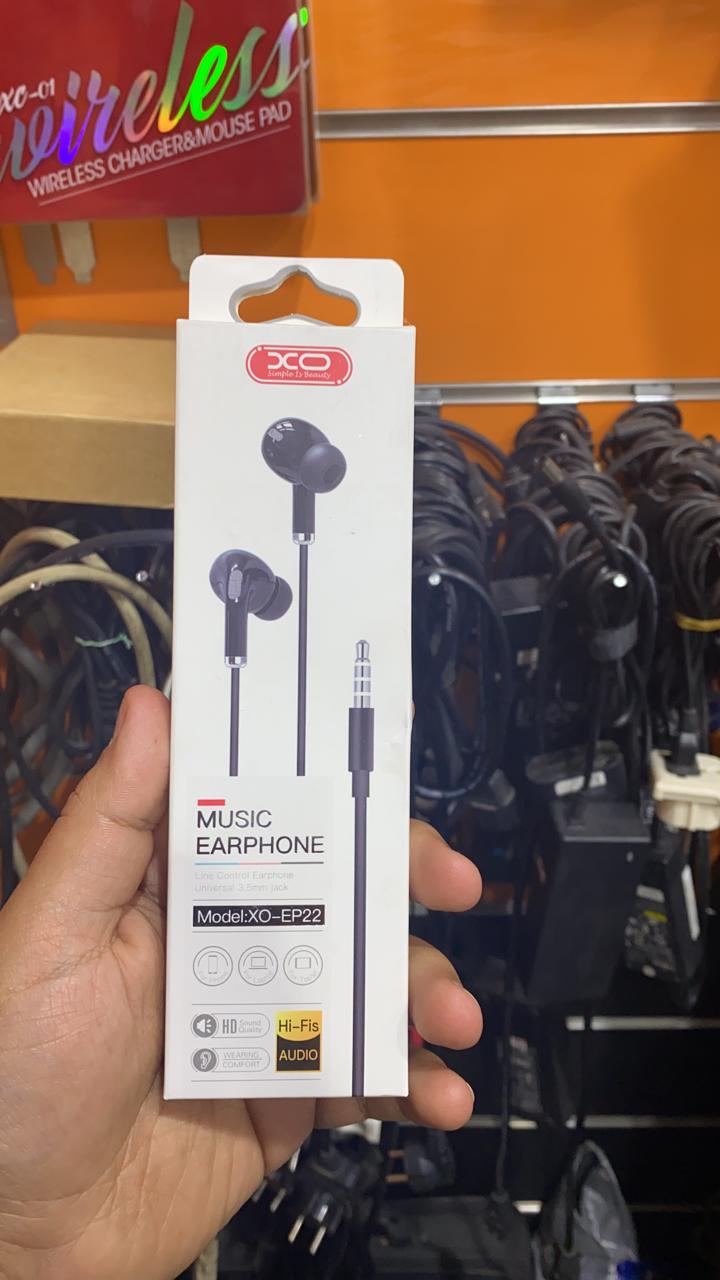 xc-01
wireless
WIRELESS CHARGER&MOUSE PAD
XO
Simple Is Beauty
MUSIC
EARPHONE
Line Control Earphone
Universal 3.5mm jack
Model:XO-EP22
HD Sound Quality
WEARING COMFORT
Hi-Fis
AUDIO